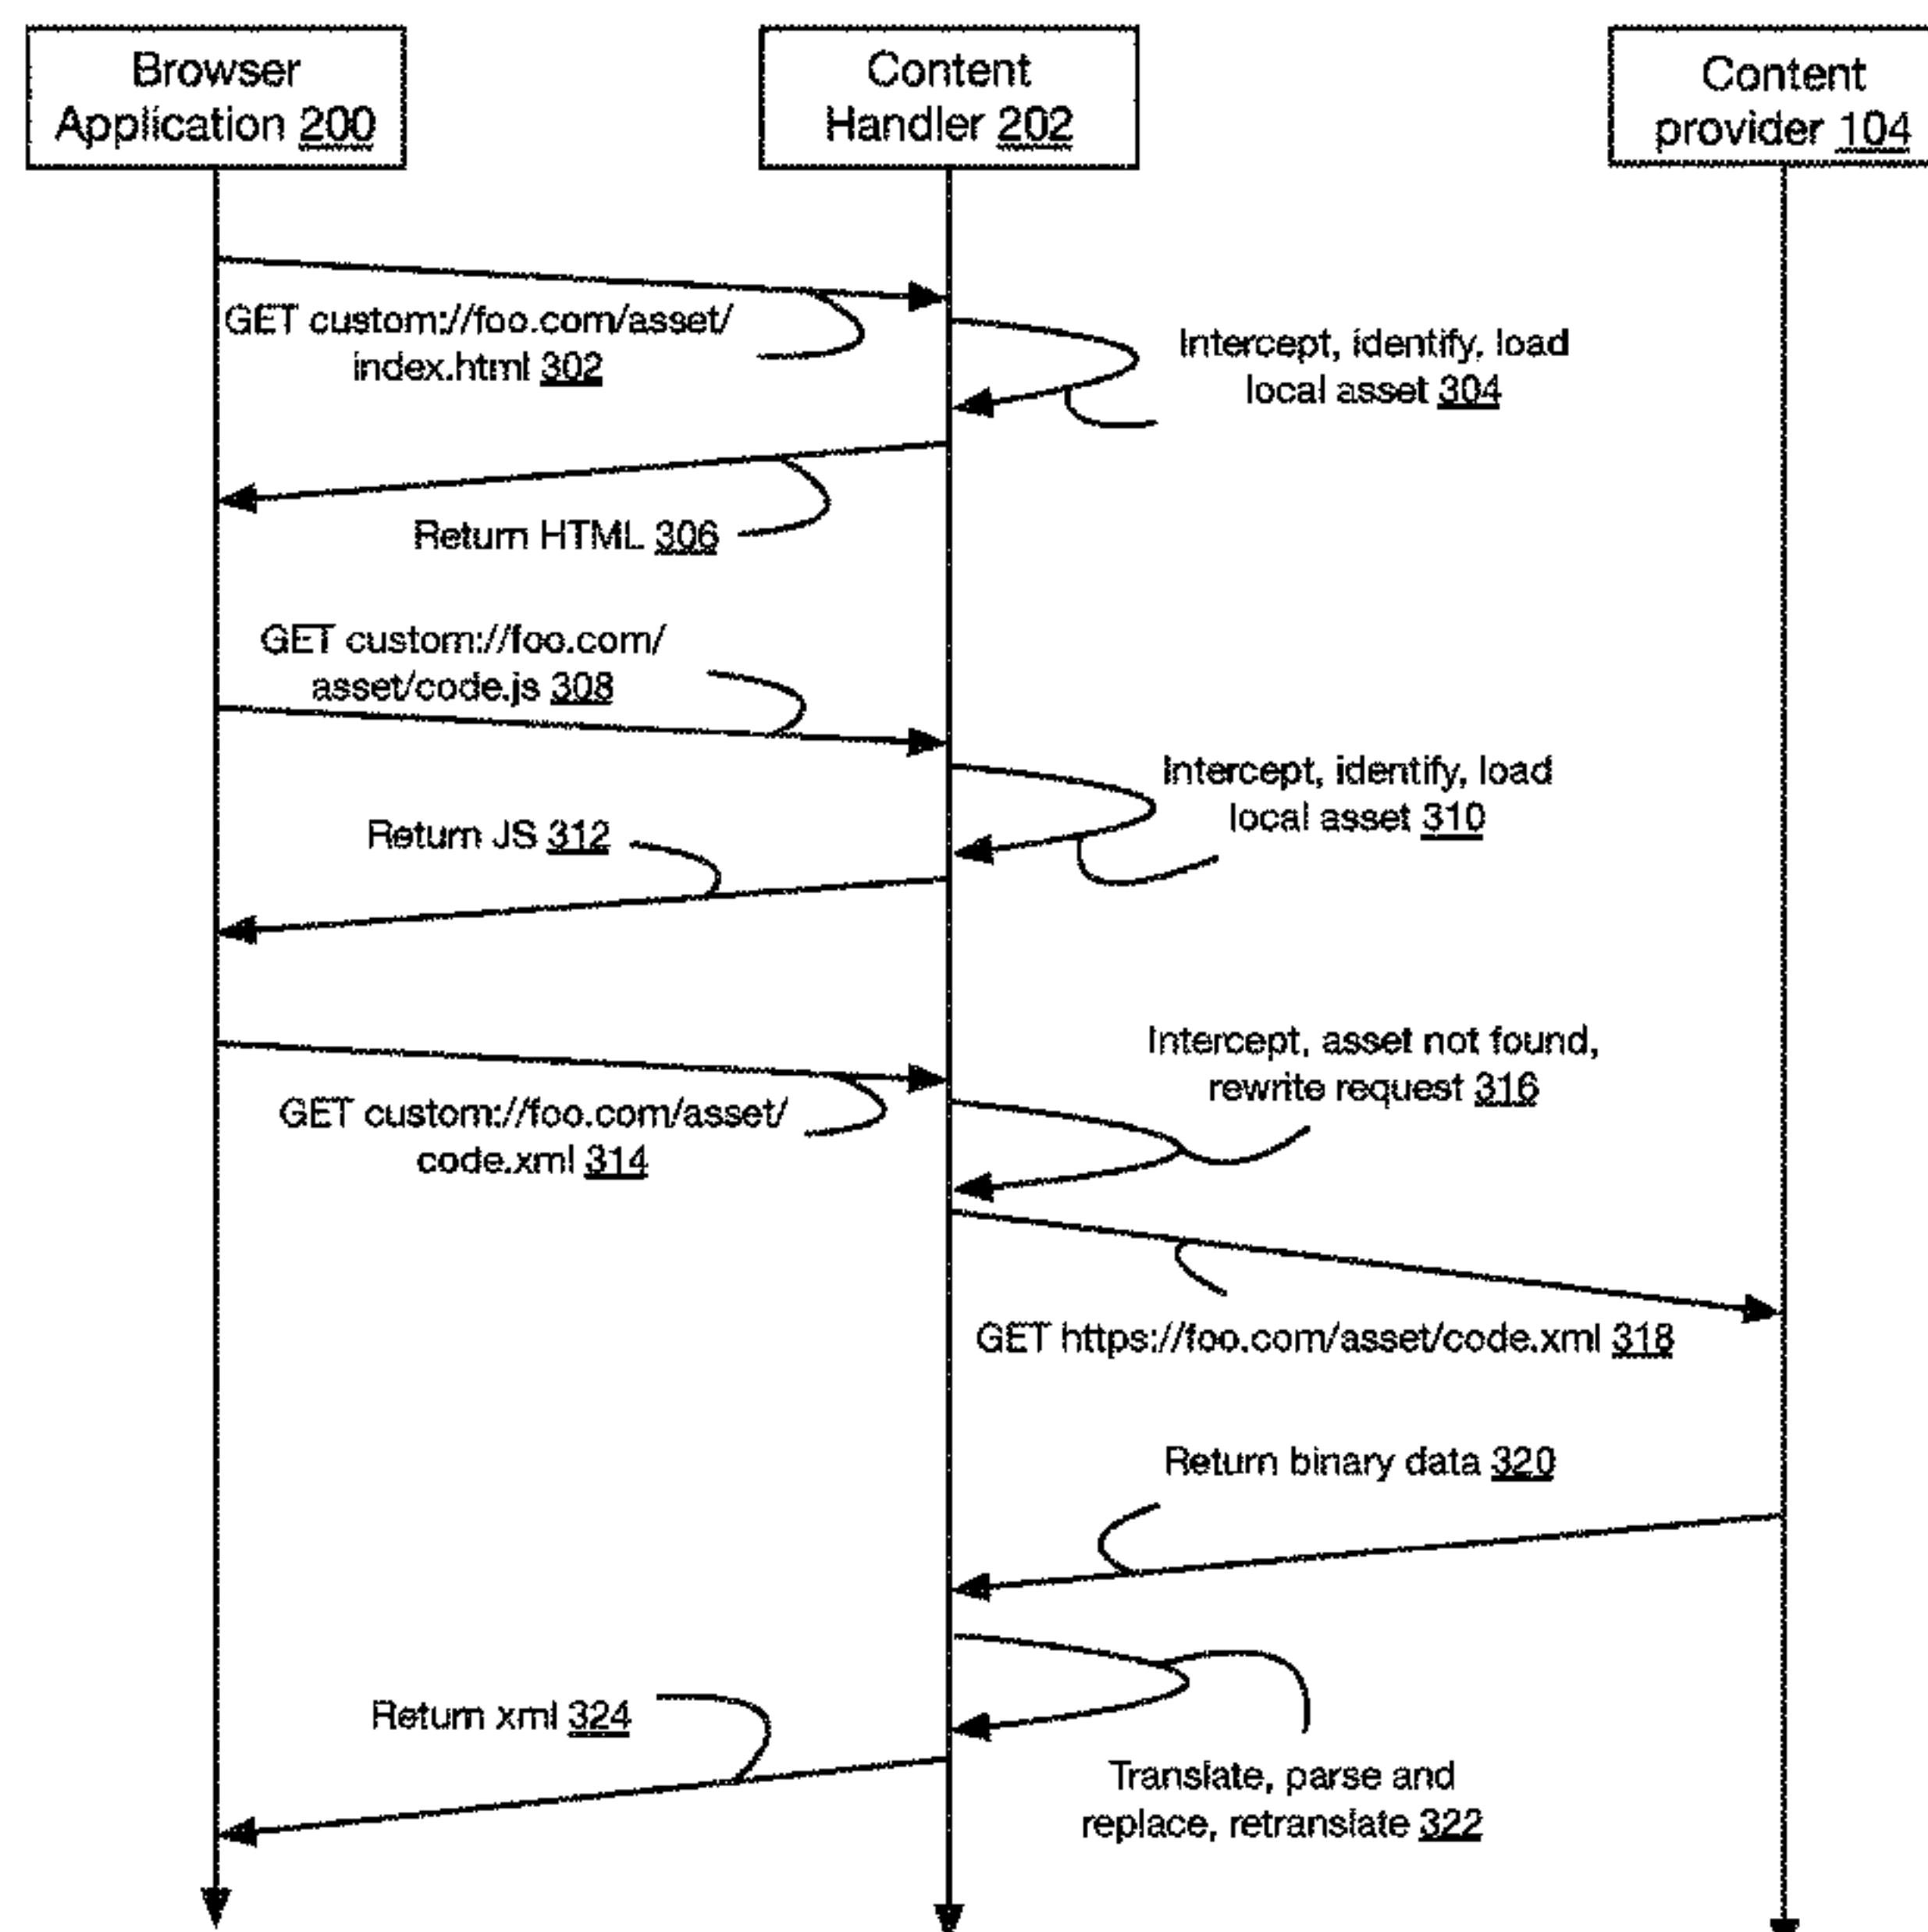 Browser
Application 200
Content
Handler 202
Content
provider 104
GET custom://foo.com/asset/
index.html 302
Intercept, identify, load
local asset 304
Return HTML 306
GET custom://foo.com/
asset/code.js 308
Intercept, identify, load
local asset 310
Return JS 312
Intercept, asset not found,
rewrite request 316
GET custom://foo.com/asset/
code.xml 314
GET https://foo.com/asset/code.xml 318
Return binary data 320
Return xml 324
Translate, parse and
replace, retranslate 322